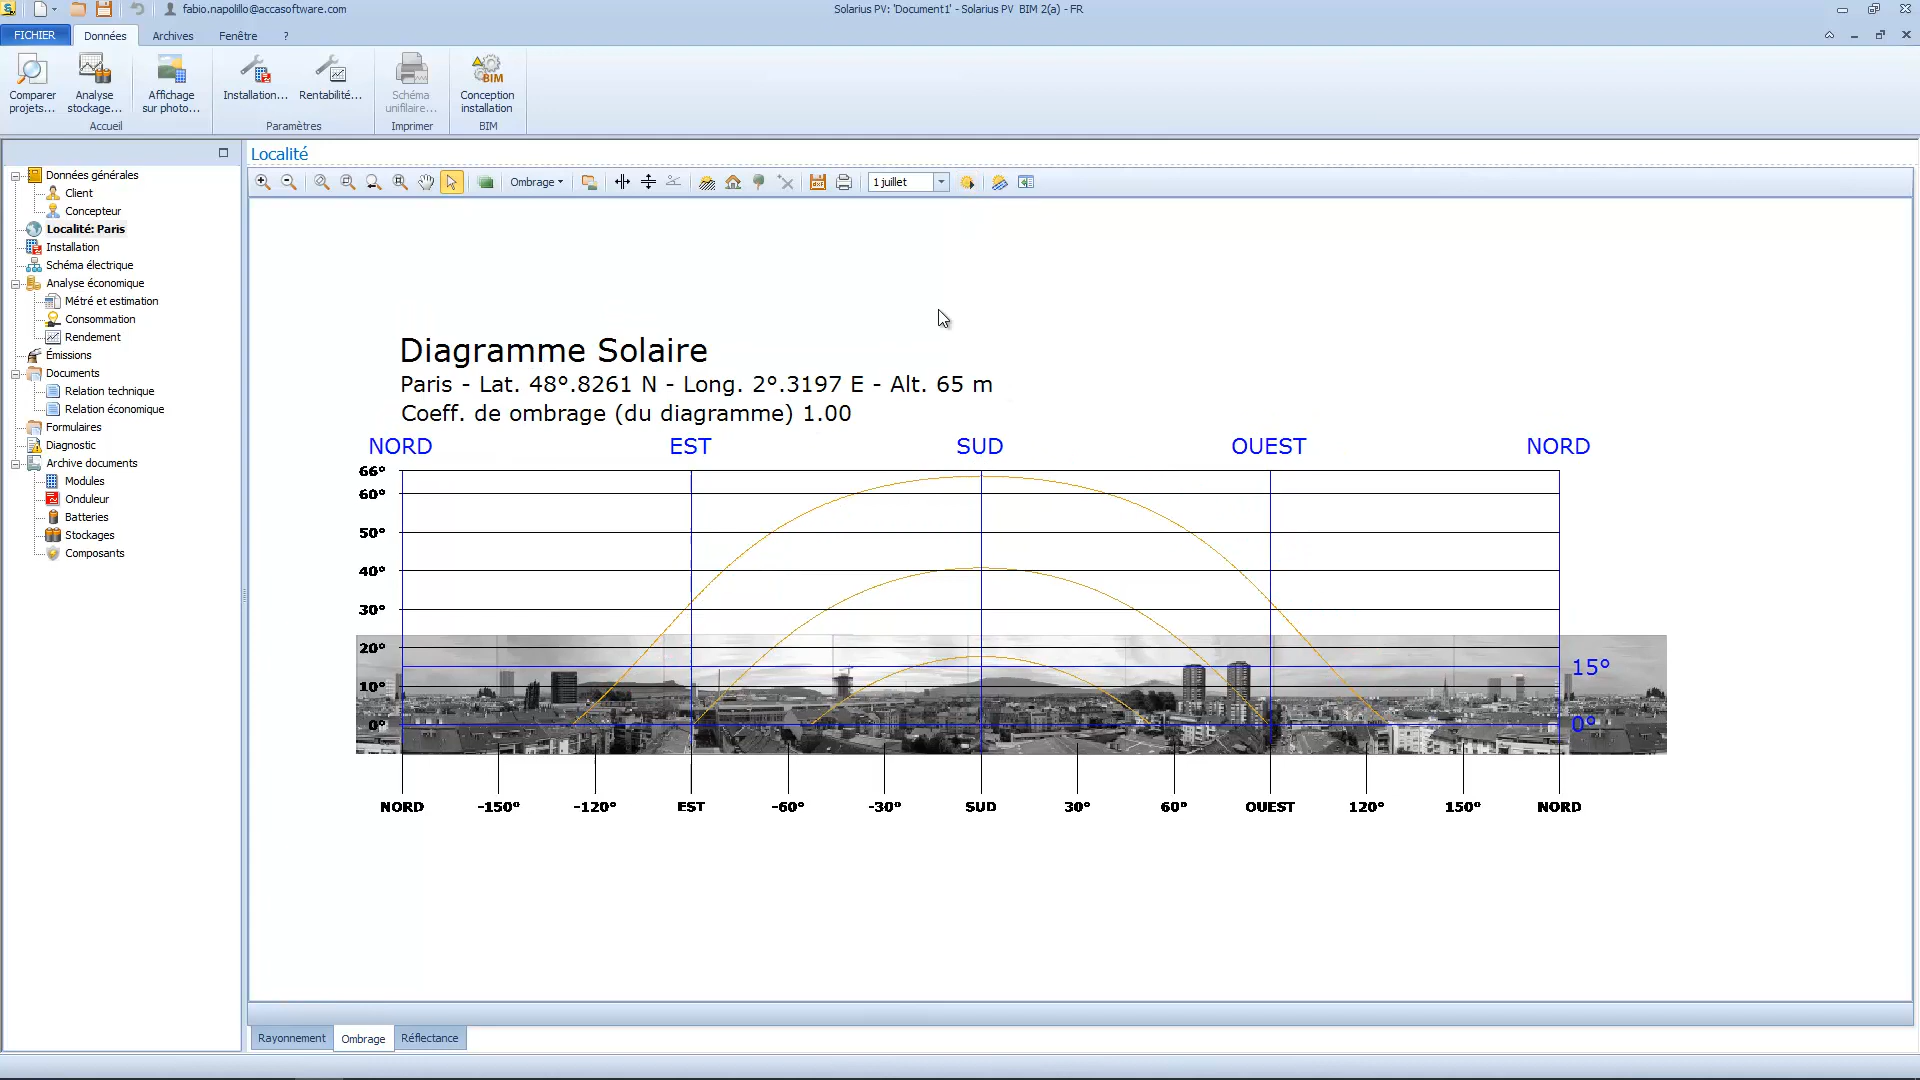 fabio.napolillo@accasoftware.com
Solarius PV: 'Document1' - Solarius PV BIM 2(a) - FR
FICHIER Données Archives Fenêtre ?
Comparer projets...
Analyse stockage...
Affichage sur photo...
Installation...
Rentabilité...
Schéma unifilaire...
BIM
Conception installation
Accueil Paramètres Imprimer BIM
Localité
Ombrage
DXF
1 juillet
Données générales
Client
Concepteur
Localité: Paris
Installation
Schéma électrique
Analyse économique
Métré et estimation
Consommation
Rendement
Émissions
Documents
Relation technique
Relation économique
Formulaires
Diagnostic
Archive documents
Modules
Onduleur
Batteries
Stockages
Composants
Diagramme Solaire
Paris - Lat. 48°.8261 N - Long. 2°.3197 E - Alt. 65 m
Coeff. de ombrage (du diagramme) 1.00
NORD EST SUD OUEST NORD
66°
60°
50°
40°
30°
20°
15°
10°
0° 0°
NORD -150° -120° EST -60° -30° SUD 30° 60° OUEST 120° 150° NORD
Rayonnement Ombrage Réflectance